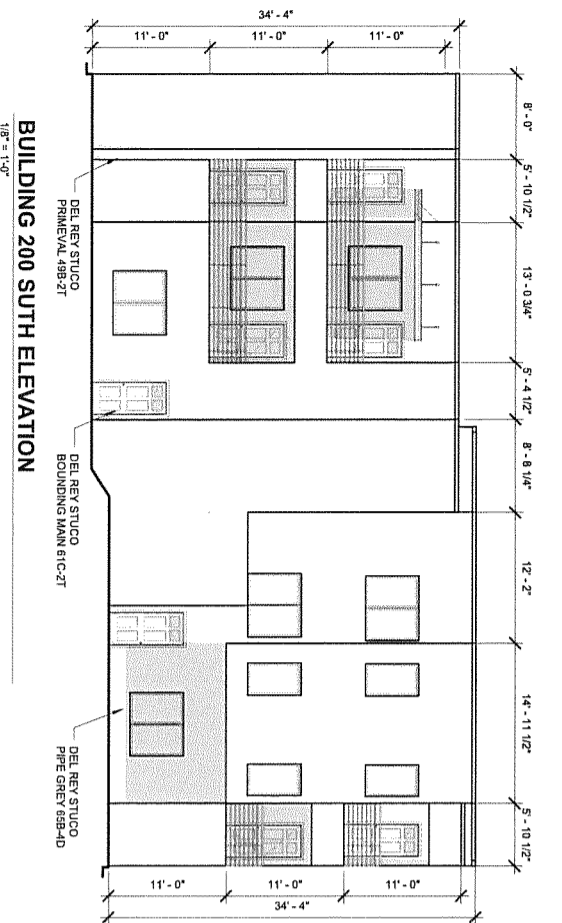 34' - 4"
11' - 0"
11' - 0"
11' - 0"
8' - 0"
5' - 10 1/2"
13' - 0 3/4"
5' - 4 1/2"
8' - 8 1/4"
12' - 2"
14' - 11 1/2"
5' - 10 1/2"
11' - 0"
11' - 0"
11' - 0"
34' - 4"
DEL REY STUCO
PRIMEVAL 49B-2T
DEL REY STUCO
BOUNDING MAIN 61C-2T
DEL REY STUCO
PIPE GREY 65B-4D
BUILDING 200 SUTH ELEVATION
1/8" = 1'-0"